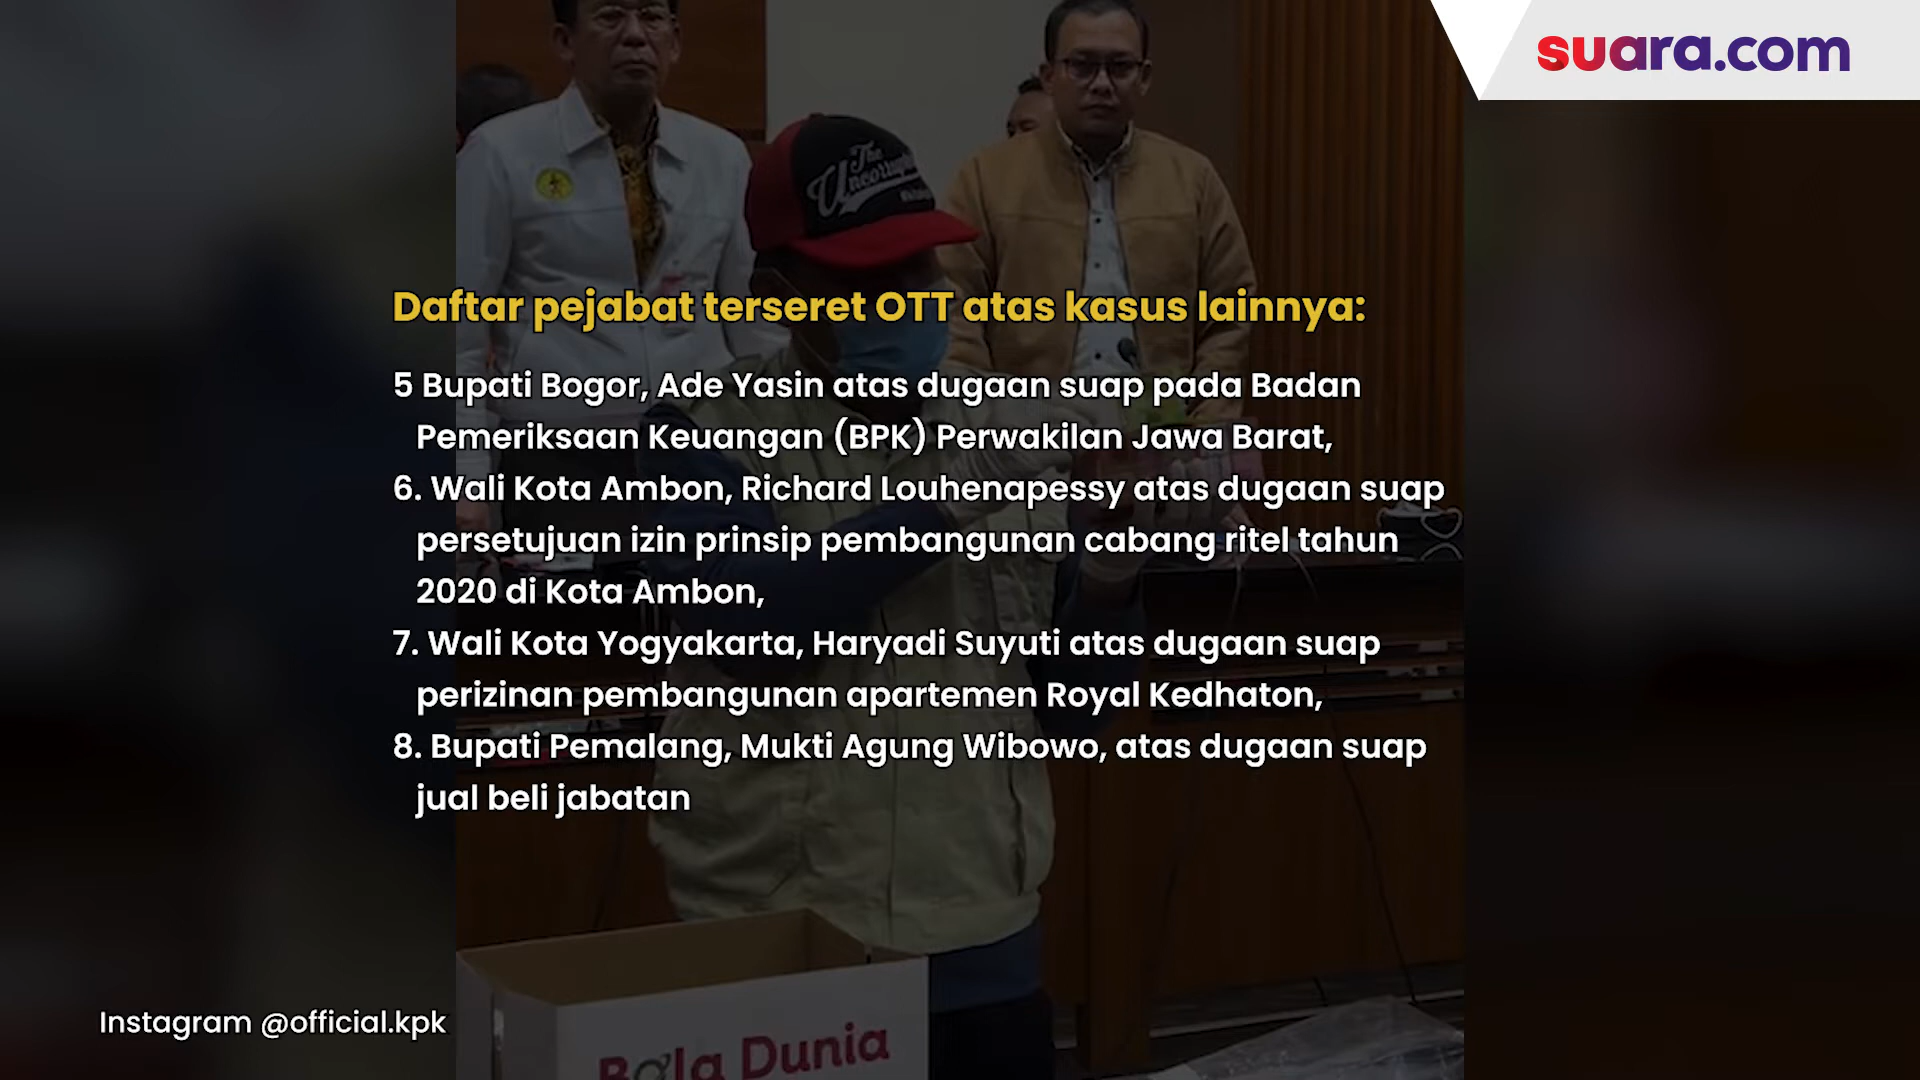 suara.com
The
Daftar pejabat terseret OTT atas kasus lainnya:
5 Bupati Bogor, Ade Yasin atas dugaan suap pada Badan
Pemeriksaan Keuangan (BPK) Perwakilan Jawa Barat,
6. Wali Kota Ambon, Richard Louhenapessy atas dugaan suap
persetujuan izin prinsip pembangunan cabang ritel tahun
2020 di Kota Ambon,
7. Wali Kota Yogyakarta, Haryadi Suyuti atas dugaan suap
perizinan pembangunan apartemen Royal Kedhaton,
8. Bupati Pemalang, Mukti Agung Wibowo, atas dugaan suap
jual beli jabatan
Instagram @official.kpk
Bola Dunia